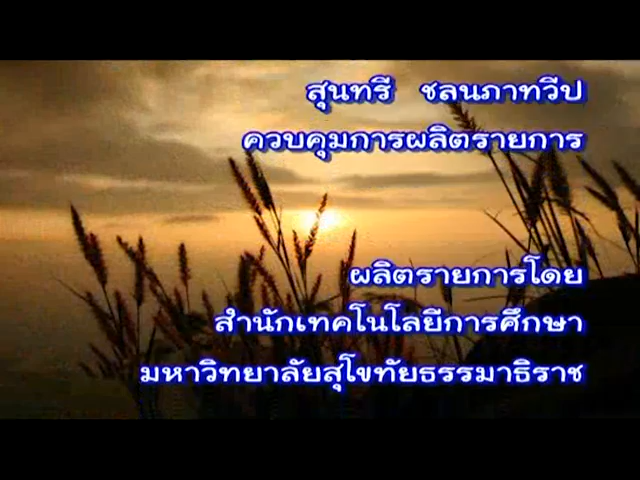 สุนทรี ชลนภาทวีป
ควบคุมการผลิตรายการ
ผลิตรายการโดย
สำนักเทคโนโลยีการศึกษา
มหาวิทยาลัยสุโขทัยธรรมาธิราช